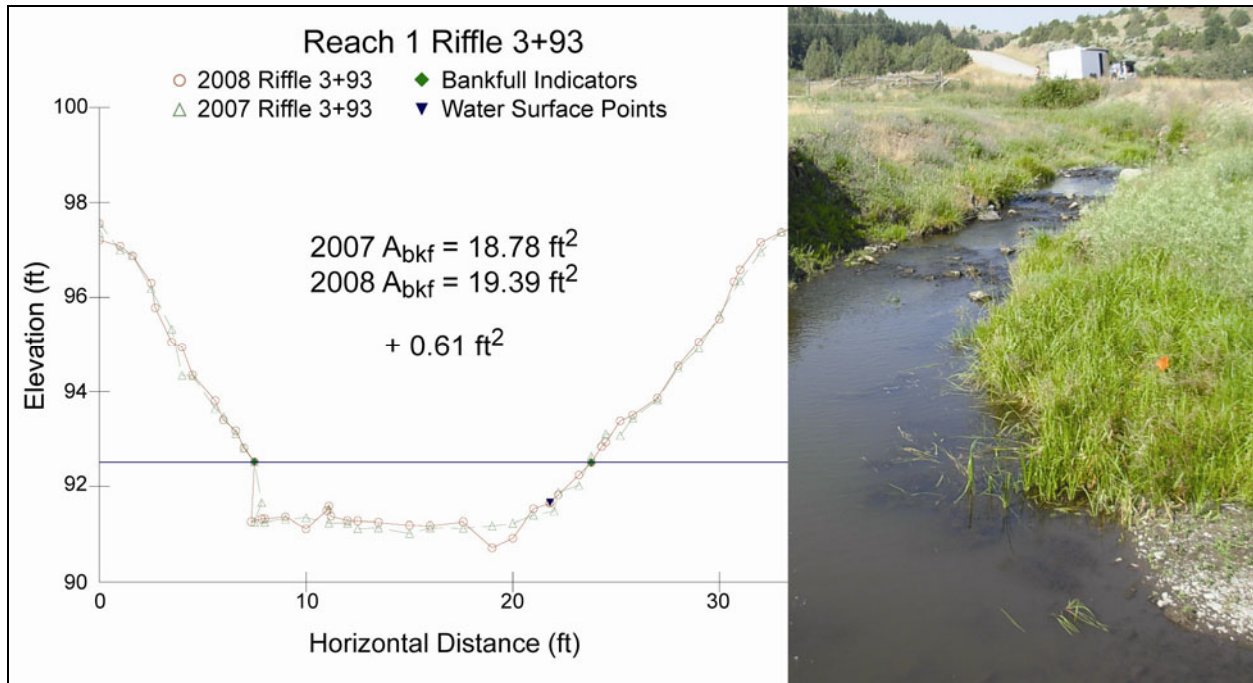 Reach 1 Riffle 3+93
2008 Riffle 3+93
Bankfull Indicators
2007 Riffle 3+93
Water Surface Points
2007 Abkf = 18.78 ft2
2008 Abkf = 19.39 ft2
+ 0.61 ft2
Elevation (ft)
100
98
96
94
92
90
0
10
20
30
Horizontal Distance (ft)